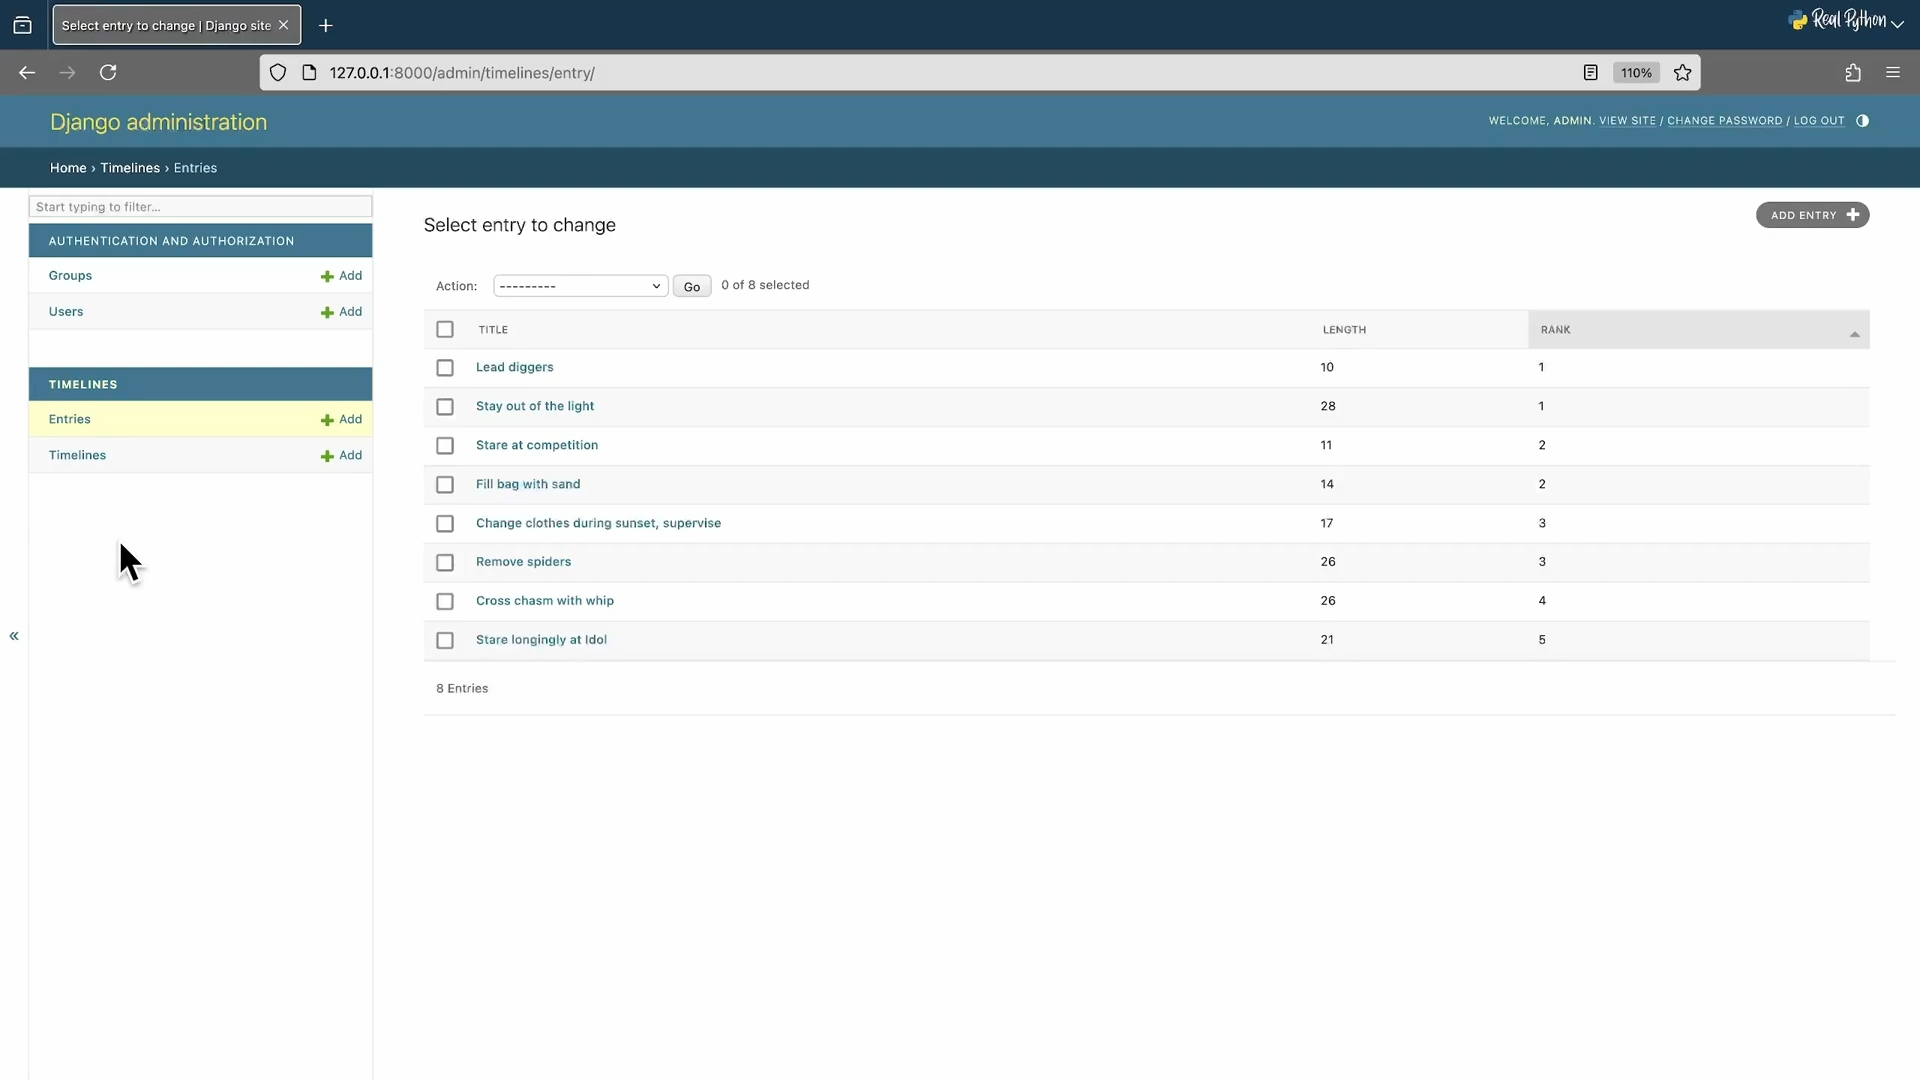 Select entry to change | Django site
Real Python
127.0.0.1:8000/admin/timelines/entry/
110%
Django administration
WELCOME, ADMIN. VIEW SITE / CHANGE PASSWORD / LOG OUT
Home › Timelines › Entries
Start typing to filter...
AUTHENTICATION AND AUTHORIZATION
Groups Add
Users Add
TIMELINES
Entries Add
Timelines Add
«
Select entry to change
ADD ENTRY
Action: --------- Go 0 of 8 selected
TITLE LENGTH RANK
Lead diggers 10 1
Stay out of the light 28 1
Stare at competition 11 2
Fill bag with sand 14 2
Change clothes during sunset, supervise 17 3
Remove spiders 26 3
Cross chasm with whip 26 4
Stare longingly at Idol 21 5
8 Entries